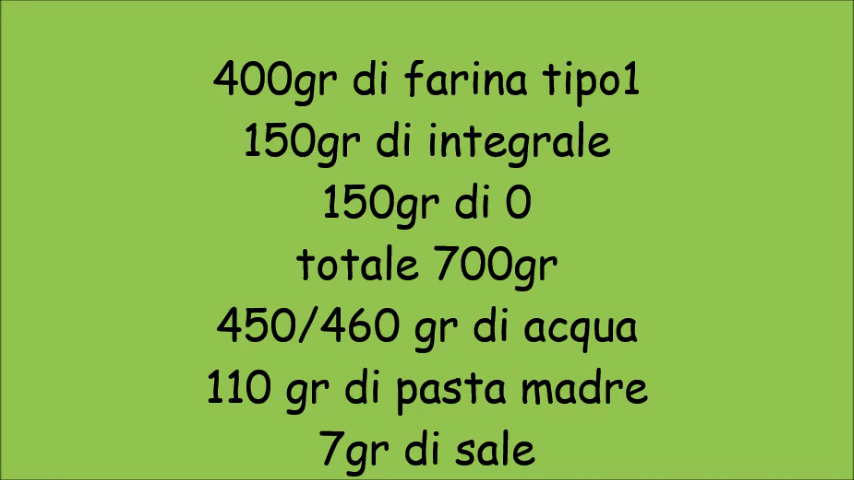 400gr di farina tipo1
150gr di integrale
150gr di 0
totale 700gr
450/460 gr di acqua
110 gr di pasta madre
7gr di sale